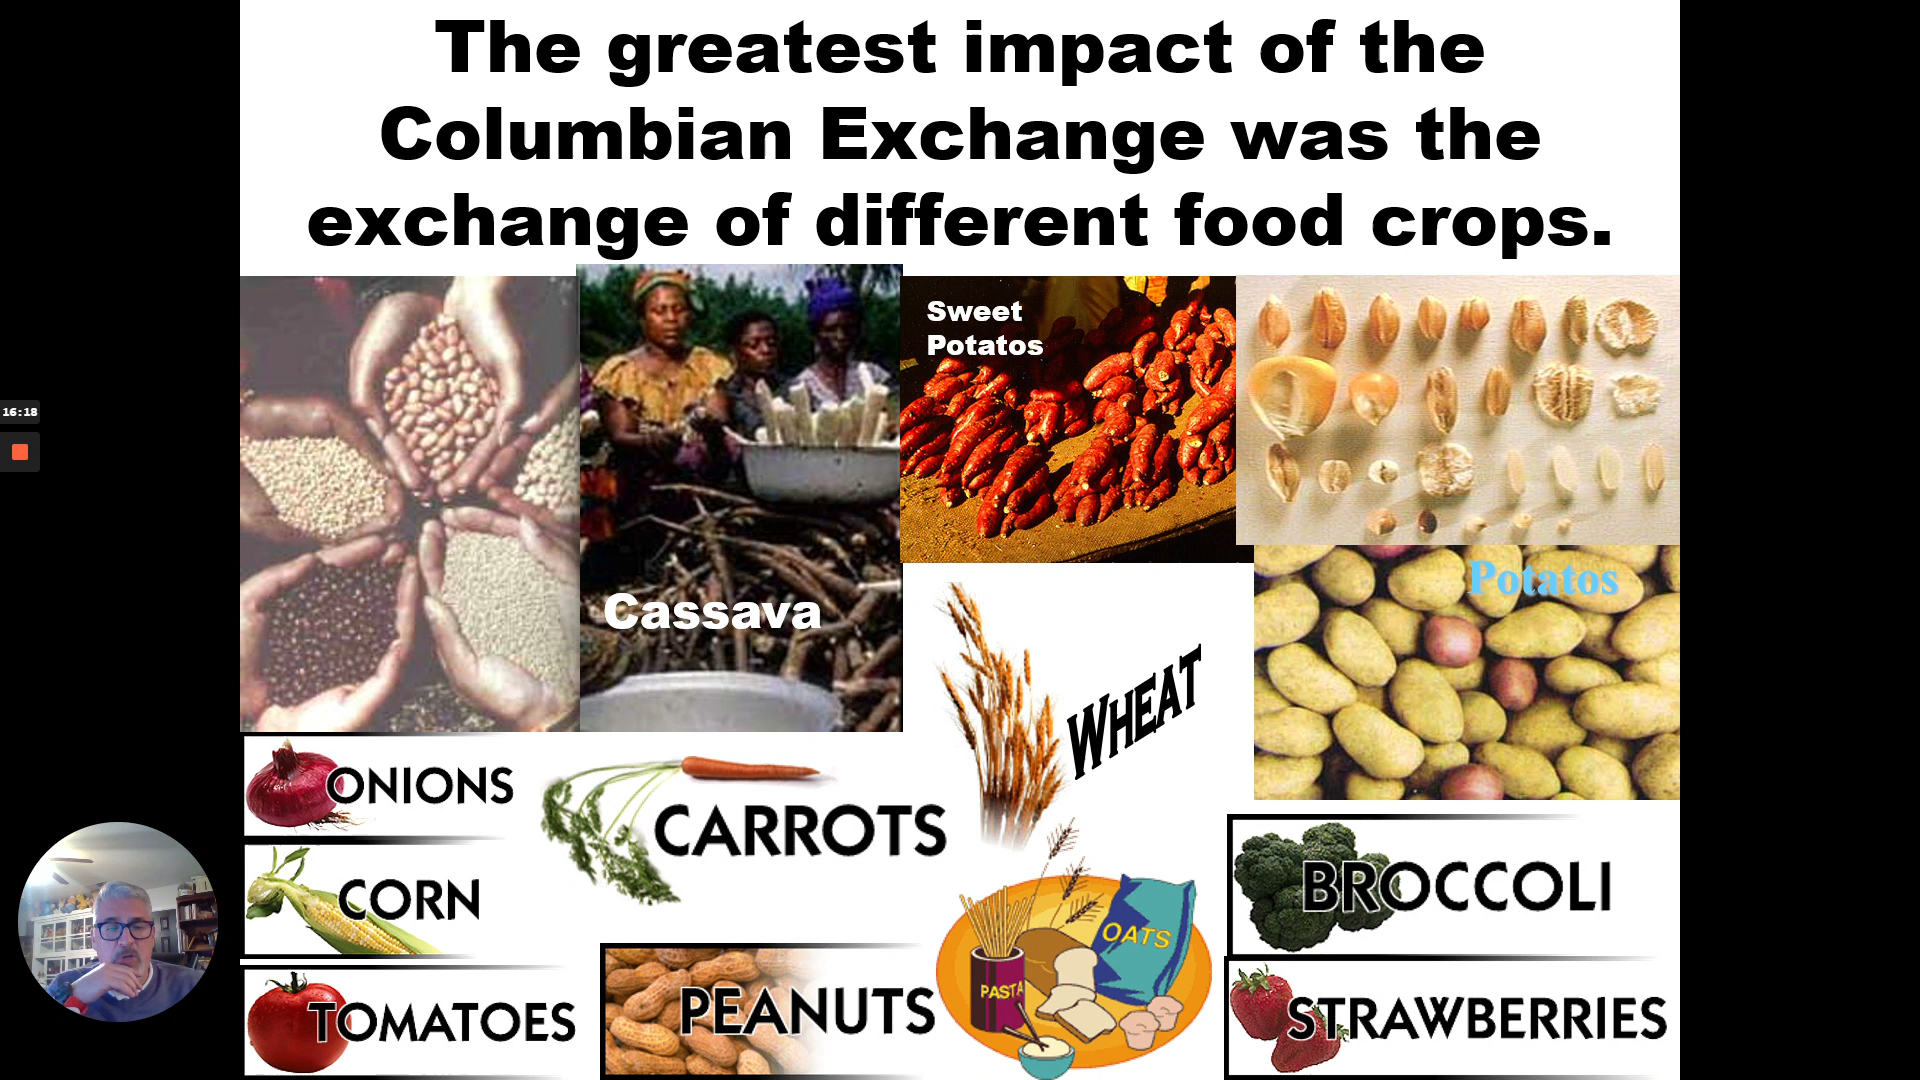 The greatest impact of the
Columbian Exchange was the
exchange of different food crops.
Sweet
Potatos
Potatos
16:18
Cassava
WHEAT
ONIONS
CARROTS
CORN
BROCCOLI
OATS
PASTA
PEANUTS
TOMATOES
STRAWBERRIES